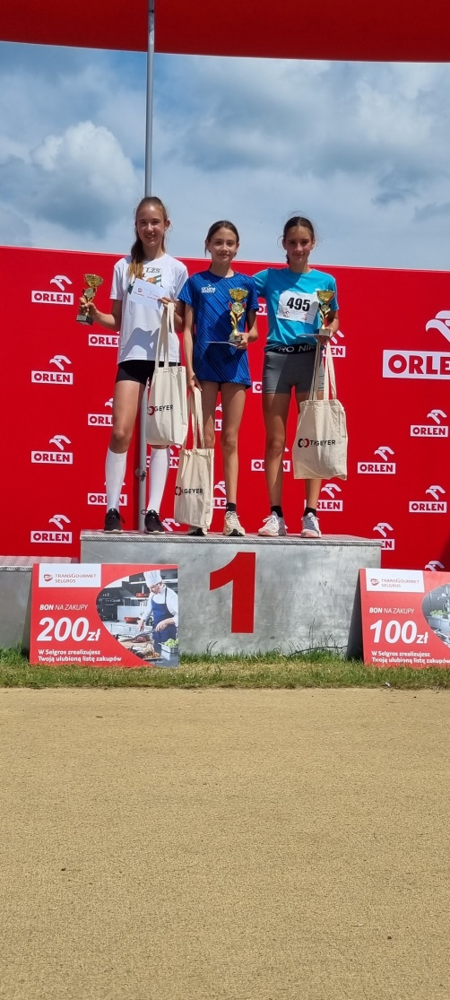 ORLEN
ORLEN
ORLEN
ORLEN
ORLEN
ORLEN
ORLEN
ORLEN
ORLEN
ORLEN
ORLEN
ORLEN
LZS
495
PRO
GEYER
GEYER
GEYER
1
TRANSGOURMET
SELGROS
BON NA ZAKUPY
200zł
W Selgros zrealizujesz
Twoją ulubioną listę zakupów
TRANSGOURMET
SELGROS
BON NA ZAKUPY
100zł
W Selgros zrealizujesz
Twoją ulubioną listę zakupów